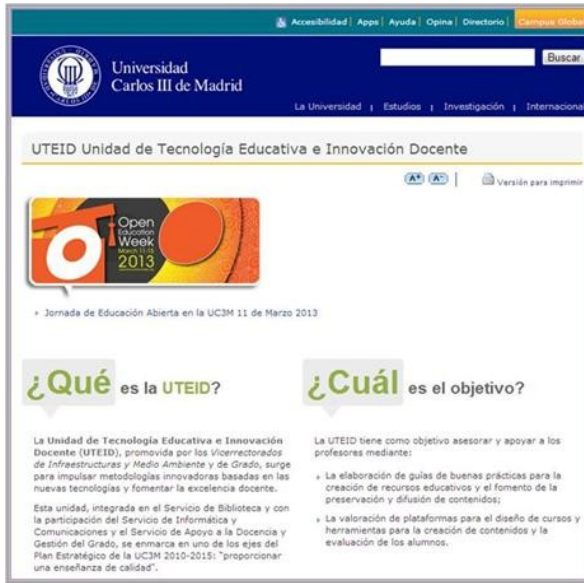 Accesibilidad | Apps | Ayuda | Opina | Directorio | Campus Global
Universidad
Carlos III de Madrid
Buscar
La Universidad | Estudios | Investigación | Internacional
UTEID Unidad de Tecnología Educativa e Innovación Docente
A+ A- | Versión para imprimir
Open
Education
Week
March 11-15
2013
Jornada de Educación Abierta en la UC3M 11 de Marzo 2013
¿Qué es la UTEID?
La Unidad de Tecnología Educativa e Innovación
Docente (UTEID), promovida por los Vicerrectorados
de Infraestructuras y Medio Ambiente y de Grado, surge
para impulsar metodologías innovadoras basadas en las
nuevas tecnologías y fomentar la excelencia docente.
Esta unidad, integrada en el Servicio de Biblioteca y con
la participación del Servicio de Informática y
Comunicaciones y el Servicio de Apoyo a la Docencia y
Gestión del Grado, se enmarca en uno de los ejes del
Plan Estratégico de la UC3M 2010-2015: "proporcionar
una enseñanza de calidad".
¿Cuál es el objetivo?
La UTEID tiene como objetivo asesorar y apoyar a los
profesores mediante:
La elaboración de guías de buenas prácticas para la
creación de recursos educativos y el fomento de la
preservación y difusión de contenidos;
La valoración de plataformas para el diseño de cursos y
herramientas para la creación de contenidos y la
evaluación de los alumnos.